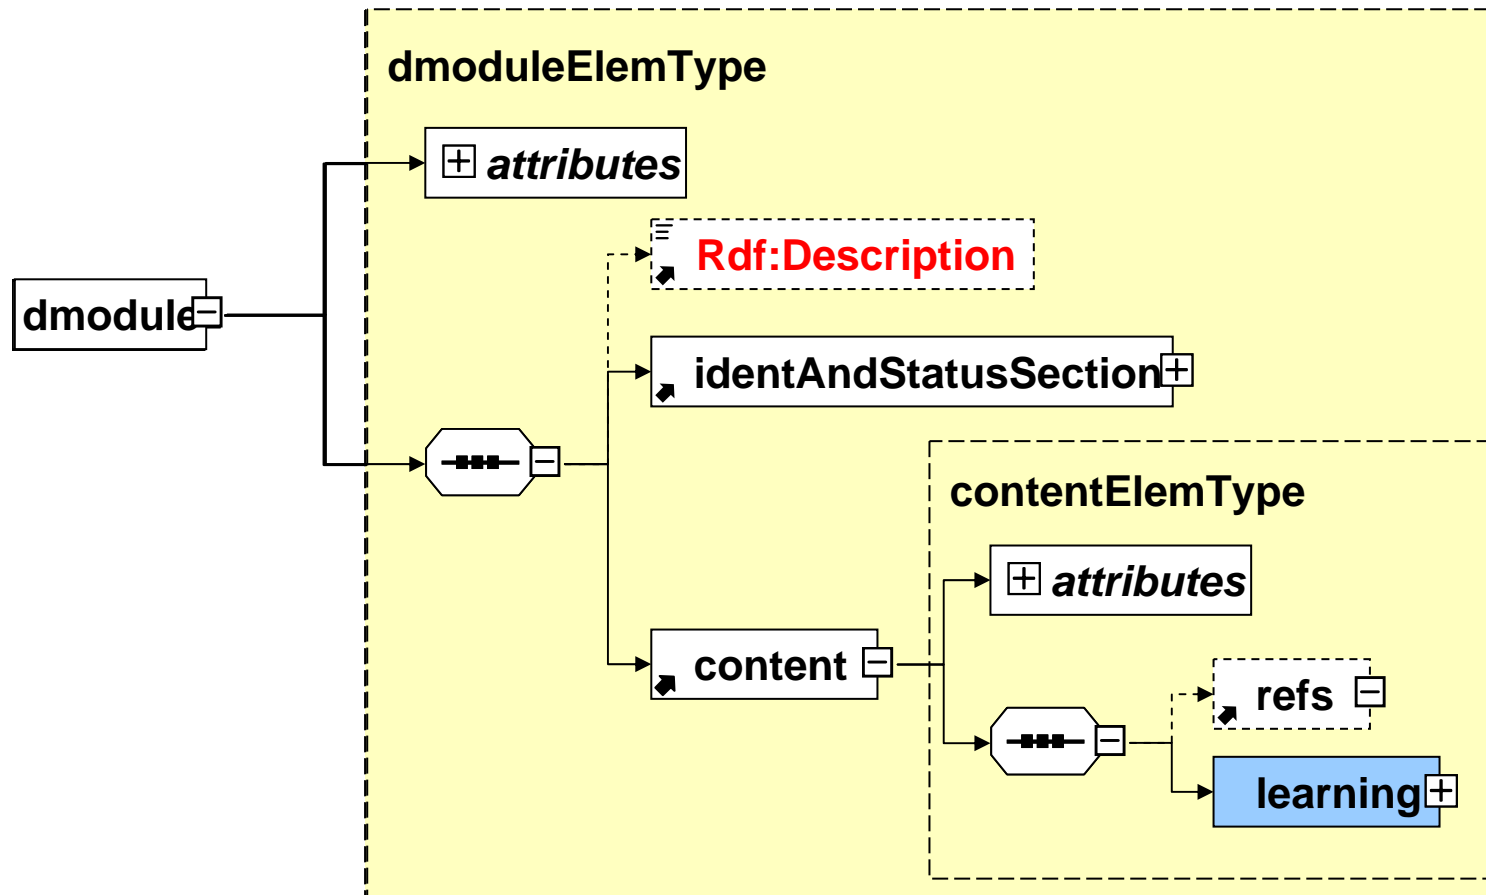 dmoduleElemType
attributes
Rdf:Description
dmodule
identAndStatusSection
contentElemType
attributes
content
refs
learning